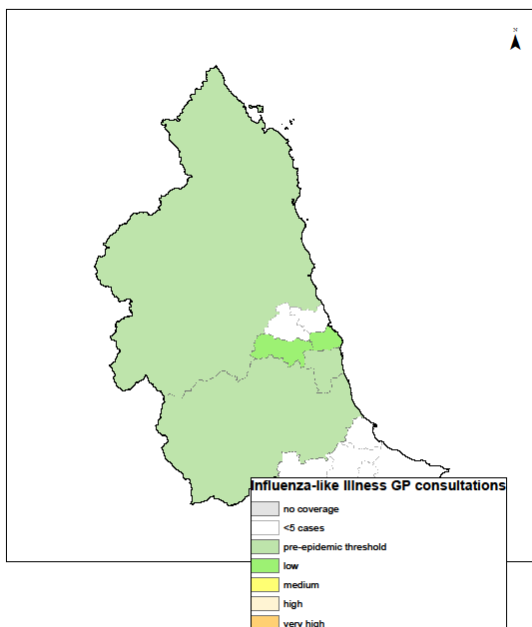 N
Influenza-like Illness GP consultations
no coverage
<5 cases
pre-epidemic threshold
low
medium
high
very high